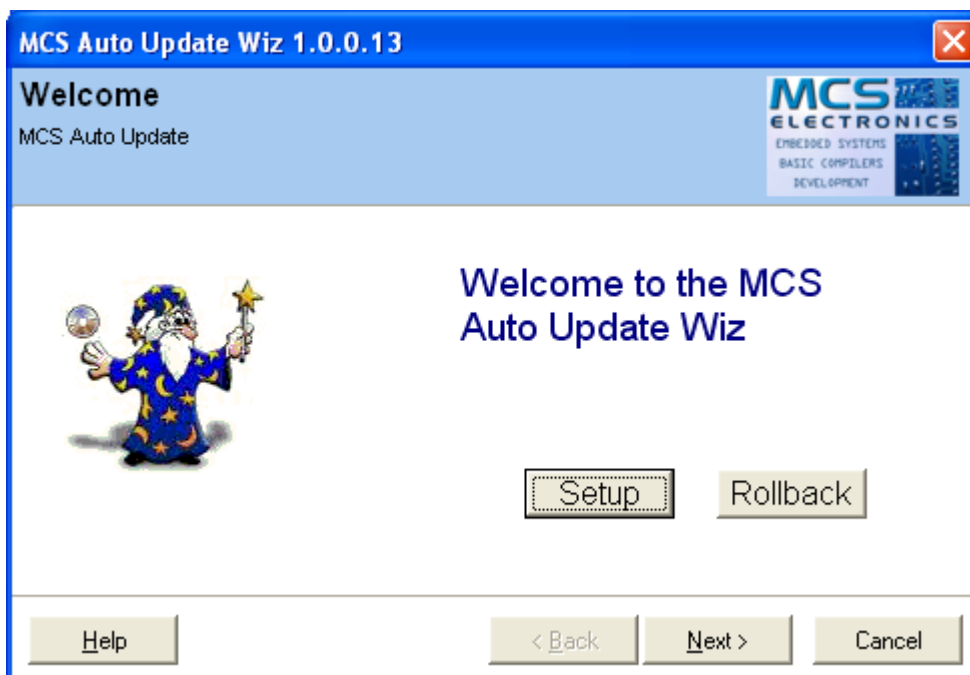 MCS Auto Update Wiz 1.0.0.13
Welcome
MCS Auto Update
MCS
ELECTRONICS
EMBEDDED SYSTEMS
BASIC COMPILERS
DEVELOPMENT
Welcome to the MCS
Auto Update Wiz
Setup
Rollback
Help
< Back
Next >
Cancel